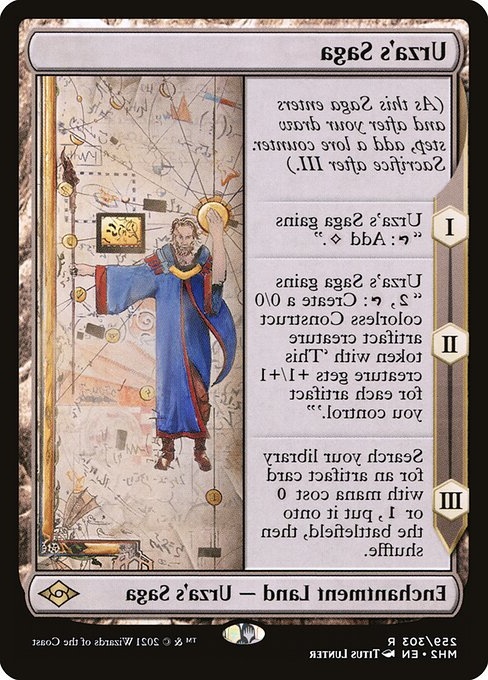 Urza's Saga
(As this Saga enters
and after your draw
step, add a lore counter.
Sacrifice after III.)
I
Urza's Saga gains
“T: Add C.”
II
Urza's Saga gains
“2, T: Create a 0/0
colorless Construct
artifact creature
token with ‘This
creature gets +1/+1
for each artifact
you control.’”
III
Search your library
for an artifact card
with mana cost 0
or 1, put it onto
the battlefield, then
shuffle.
Enchantment Land — Urza's Saga
259/303 R
MH2 • EN Titus Lunter
™ & © 2021 Wizards of the Coast